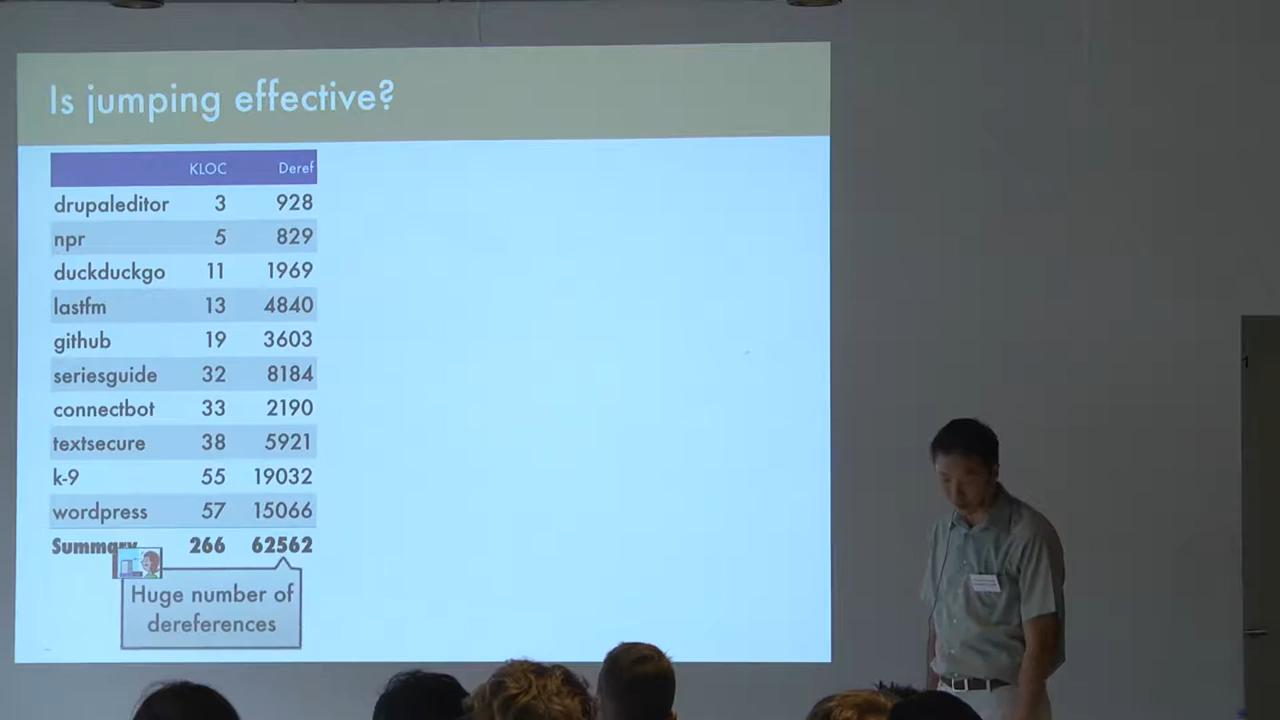 Is jumping effective?
KLOC Deref
drupaleditor 3 928
npr 5 829
duckduckgo 11 1969
lastfm 13 4840
github 19 3603
seriesguide 32 8184
connectbot 33 2190
textsecure 38 5921
k-9 55 19032
wordpress 57 15066
Summary 266 62562
Huge number of
dereferences